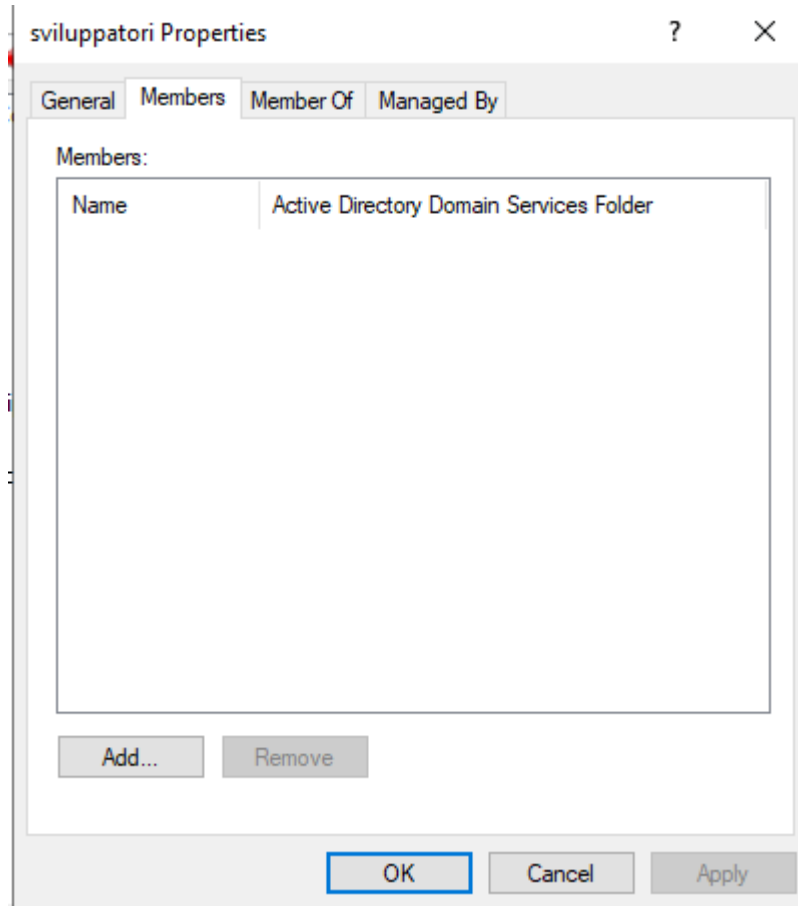 sviluppatori Properties ?
General Members Member Of Managed By
Members:
Name Active Directory Domain Services Folder
Add... Remove
OK Cancel Apply